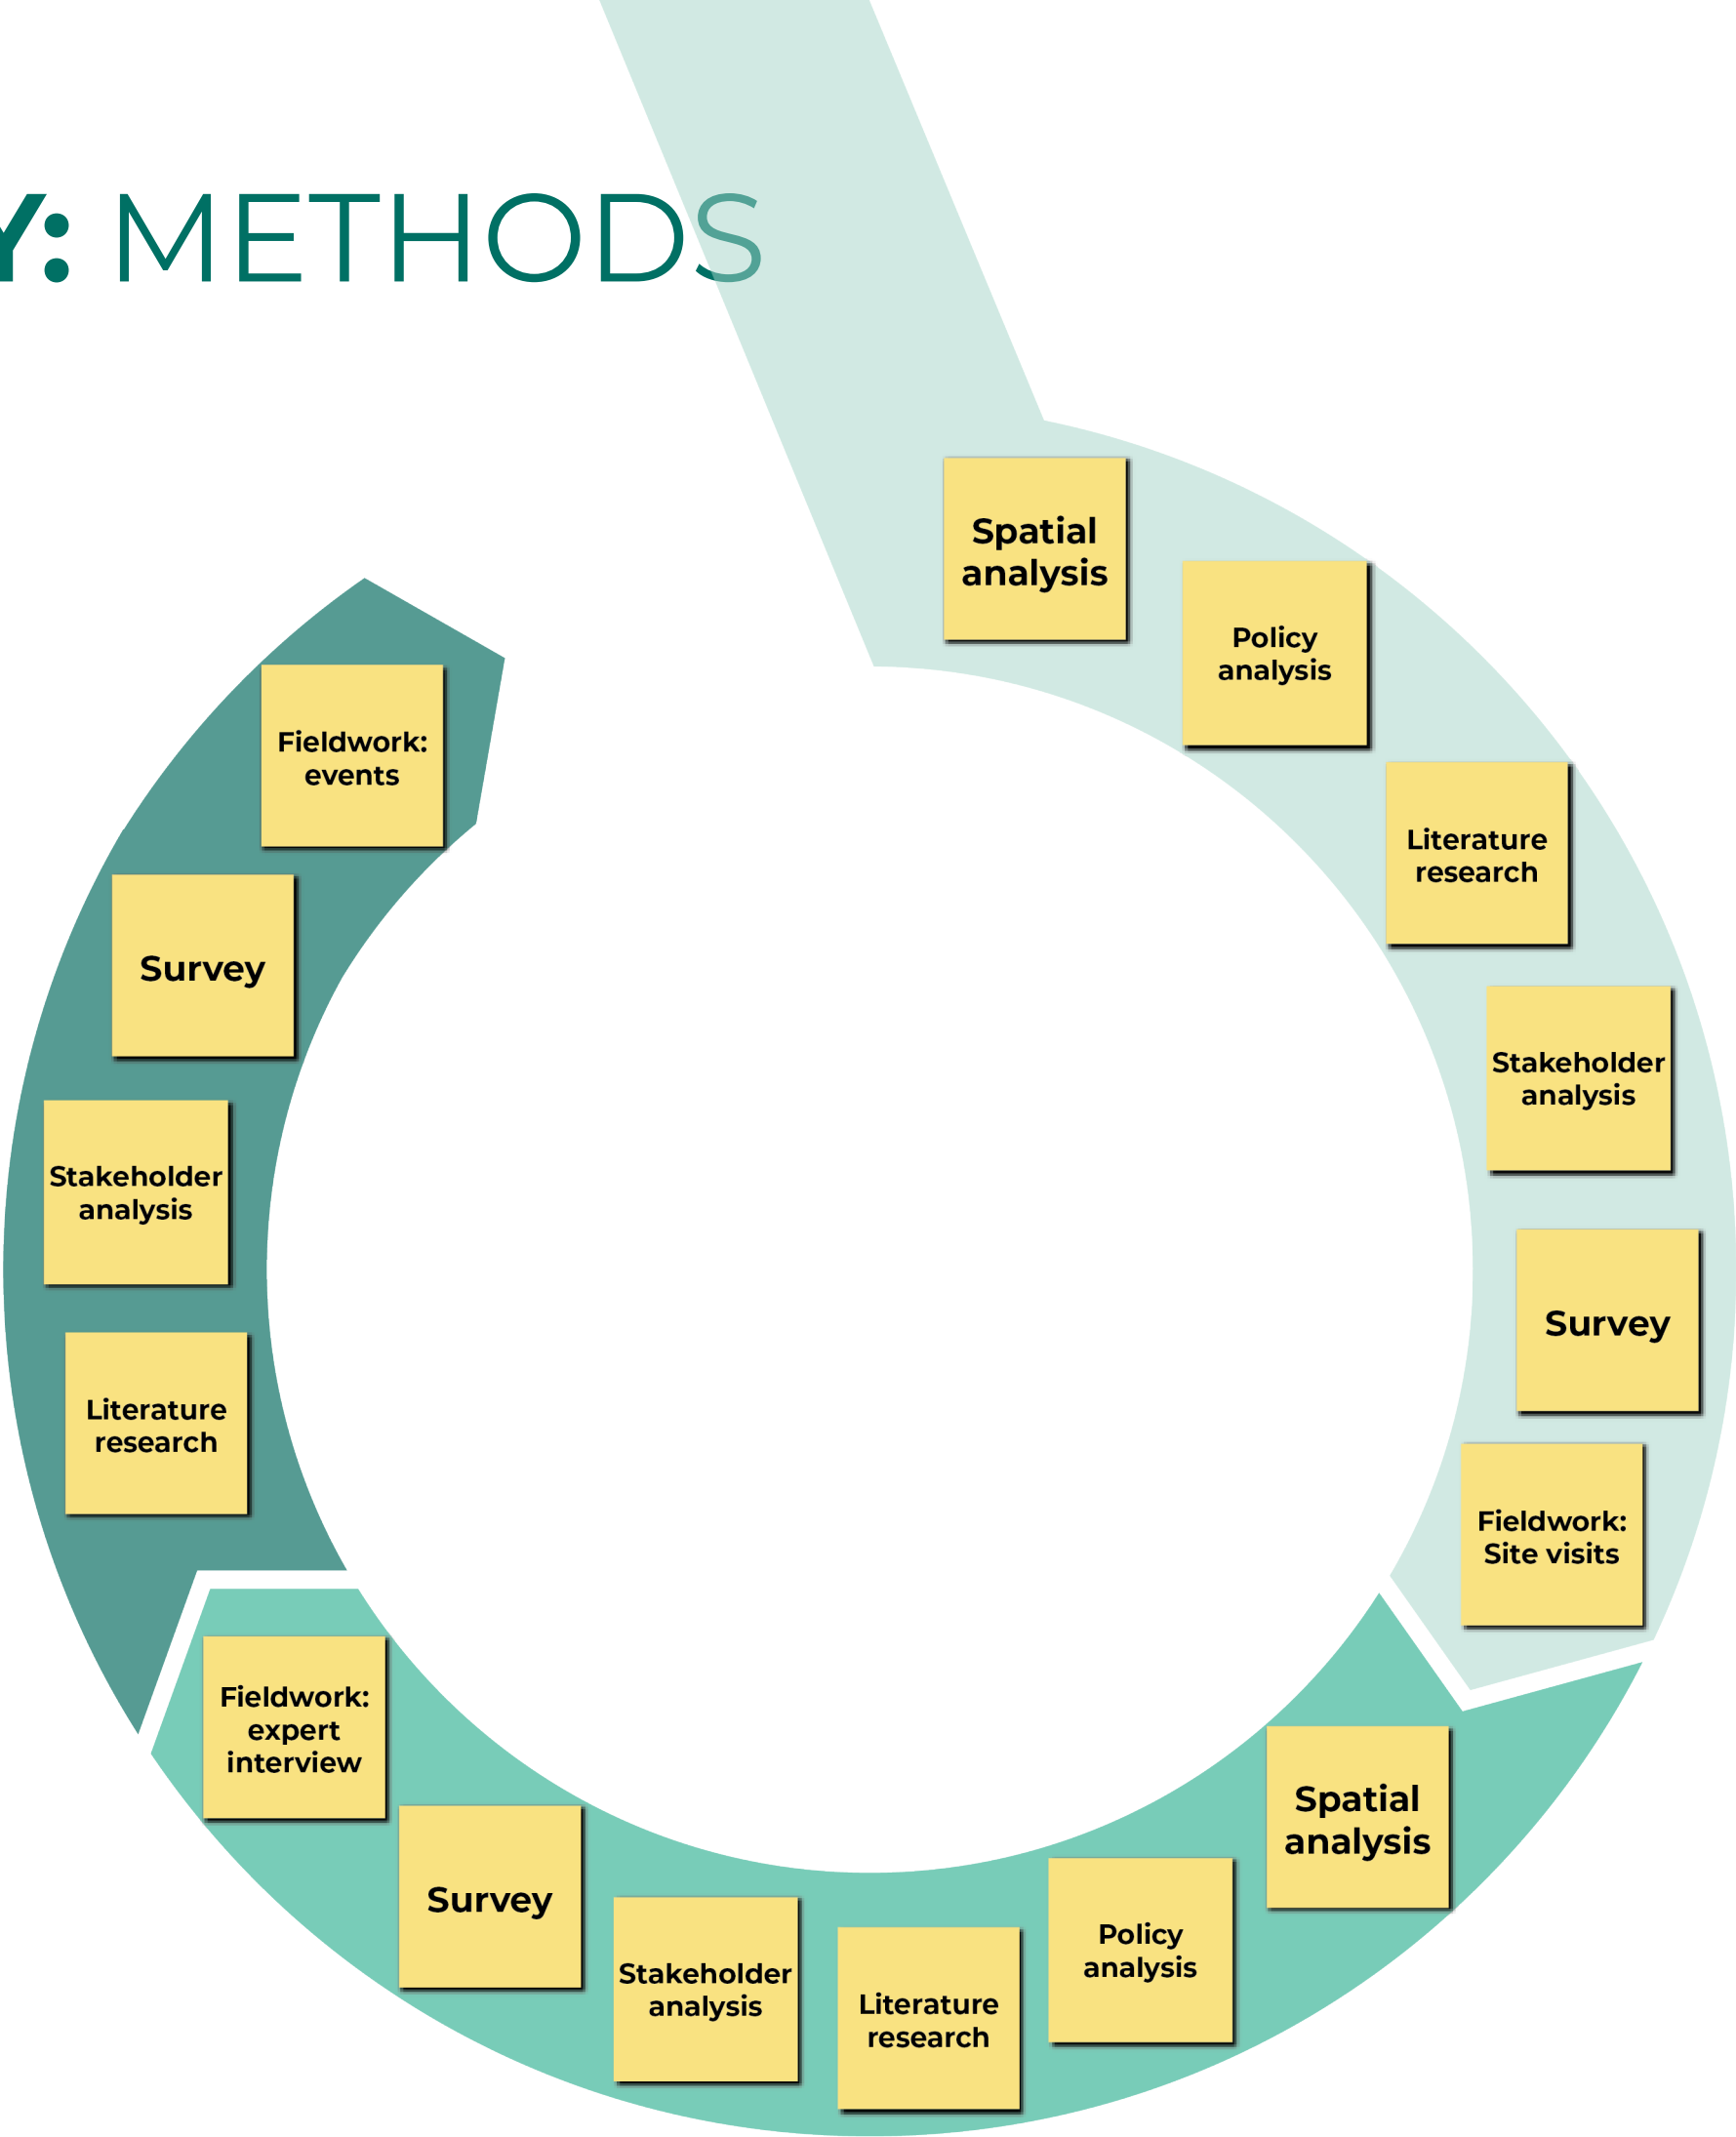 Y: METHODS
Spatial
analysis
Policy
analysis
Literature
research
Stakeholder
analysis
Survey
Fieldwork:
Site visits
Spatial
analysis
Policy
analysis
Literature
research
Stakeholder
analysis
Survey
Fieldwork:
expert
interview
Literature
research
Stakeholder
analysis
Survey
Fieldwork:
events